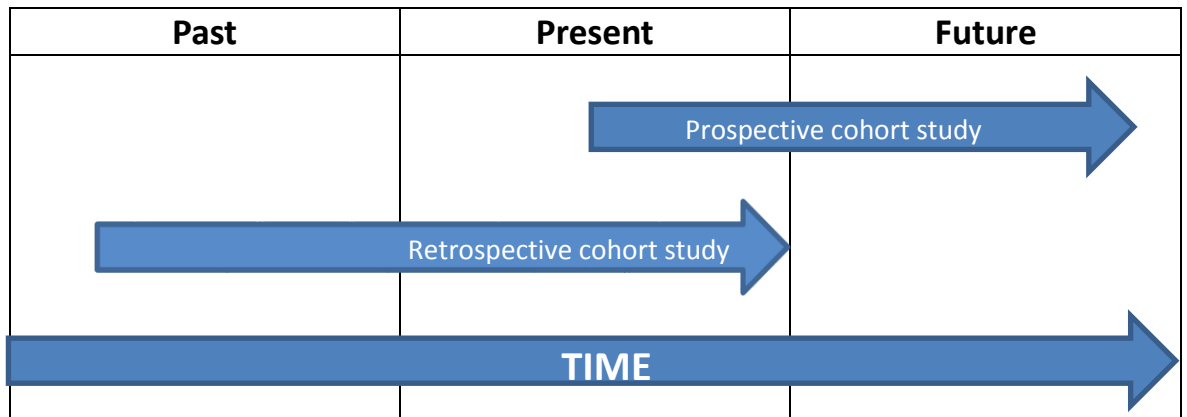 Past Present Future
Prospective cohort study
Retrospective cohort study
TIME